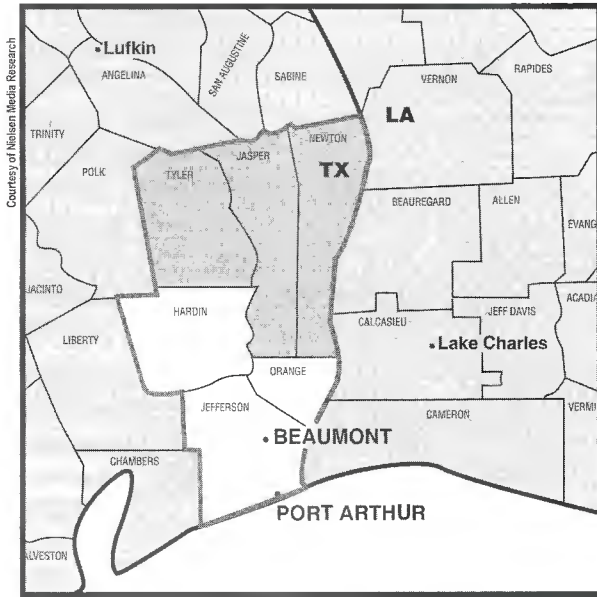 Courtesy of Nielsen Media Research
Lufkin
ANGELINA
SAN AUGUSTINE
SABINE
VERNON
RAPIDES
TRINITY
LA
NEWTON
JASPER
TX
POLK
TYLER
BEAUREGARD
ALLEN
EVANG
JACINTO
HARDIN
CALCASIEU
JEFF DAVIS
ACADIA
LIBERTY
Lake Charles
ORANGE
JEFFERSON
CAMERON
VERMI
BEAUMONT
CHAMBERS
PORT ARTHUR
ALVESTON